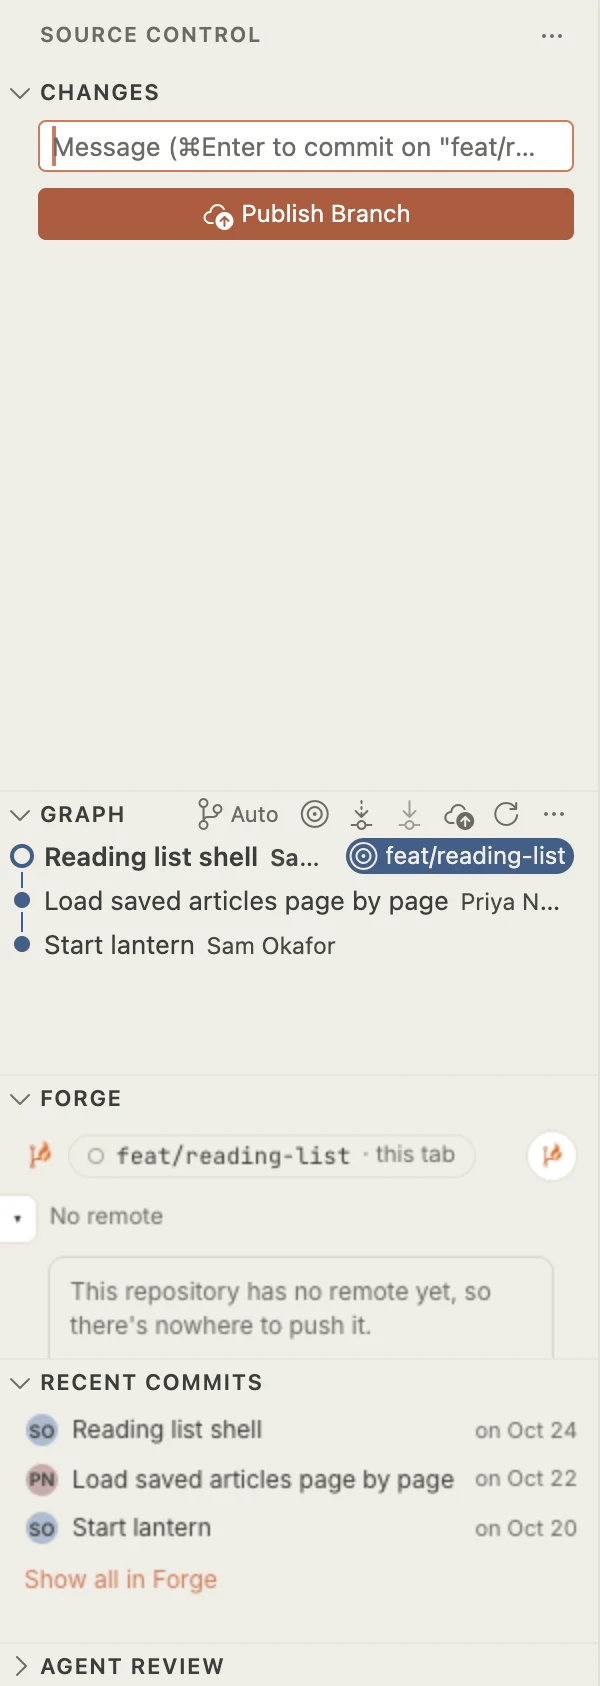 SOURCE CONTROL
CHANGES
Message (⌘Enter to commit on "feat/r...
Publish Branch
GRAPH Auto
Reading list shell Sa... feat/reading-list
Load saved articles page by page Priya N...
Start lantern Sam Okafor
FORGE
feat/reading-list · this tab
No remote
This repository has no remote yet, so
there's nowhere to push it.
RECENT COMMITS
SO Reading list shell on Oct 24
PN Load saved articles page by page on Oct 22
SO Start lantern on Oct 20
Show all in Forge
AGENT REVIEW